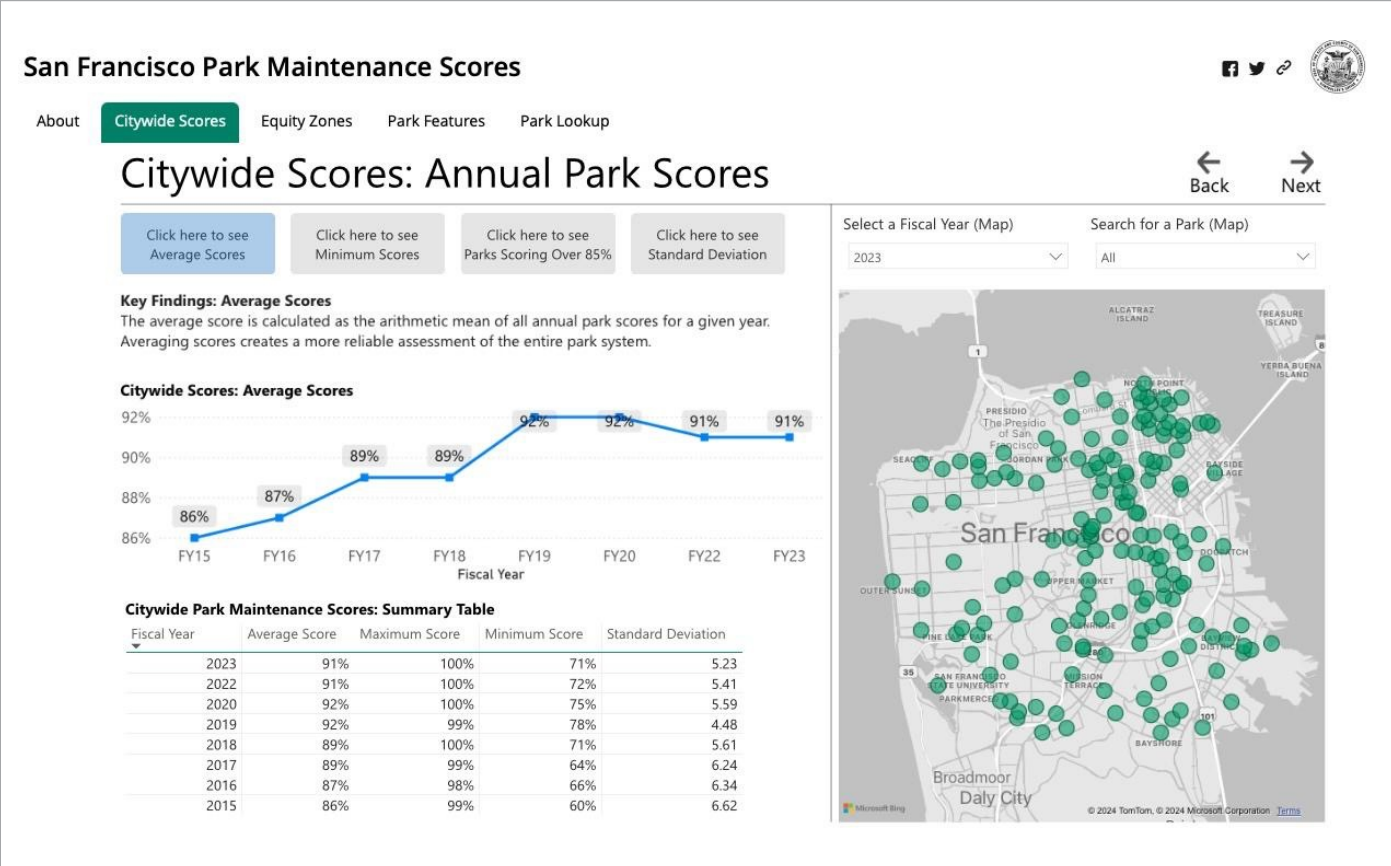 San Francisco Park Maintenance Scores
About
Citywide Scores
Equity Zones
Park Features
Park Lookup
Citywide Scores: Annual Park Scores
Back
Next
Click here to see
Average Scores
Click here to see
Minimum Scores
Click here to see
Parks Scoring Over 85%
Click here to see
Standard Deviation
Key Findings: Average Scores
The average score is calculated as the arithmetic mean of all annual park scores for a given year.
Averaging scores creates a more reliable assessment of the entire park system.
Citywide Scores: Average Scores
92%
90%
88%
86%
86%
87%
89%
89%
92%
92%
91%
91%
FY15 FY16 FY17 FY18 FY19 FY20 FY22 FY23
Fiscal Year
Citywide Park Maintenance Scores: Summary Table
Fiscal Year Average Score Maximum Score Minimum Score Standard Deviation
2023 91% 100% 71% 5.23
2022 91% 100% 72% 5.41
2020 92% 100% 75% 5.59
2019 92% 99% 78% 4.48
2018 89% 100% 71% 5.61
2017 89% 99% 64% 6.24
2016 87% 98% 66% 6.34
2015 86% 99% 60% 6.62
Select a Fiscal Year (Map)
2023
Search for a Park (Map)
All
ALCATRAZ
ISLAND
TREASURE
ISLAND
1
YERBA BUENA
ISLAND
PRESIDIO
The Presidio
of San
Francisco
San Francisco
OUTER SUNSET
UPPER MARKET
35
SAN FRANCISCO
STATE UNIVERSITY
MISSION
TERRACE
101
BAYSHORE
Broadmoor
Daly City
Microsoft Bing
© 2024 TomTom, © 2024 Microsoft Corporation Terms